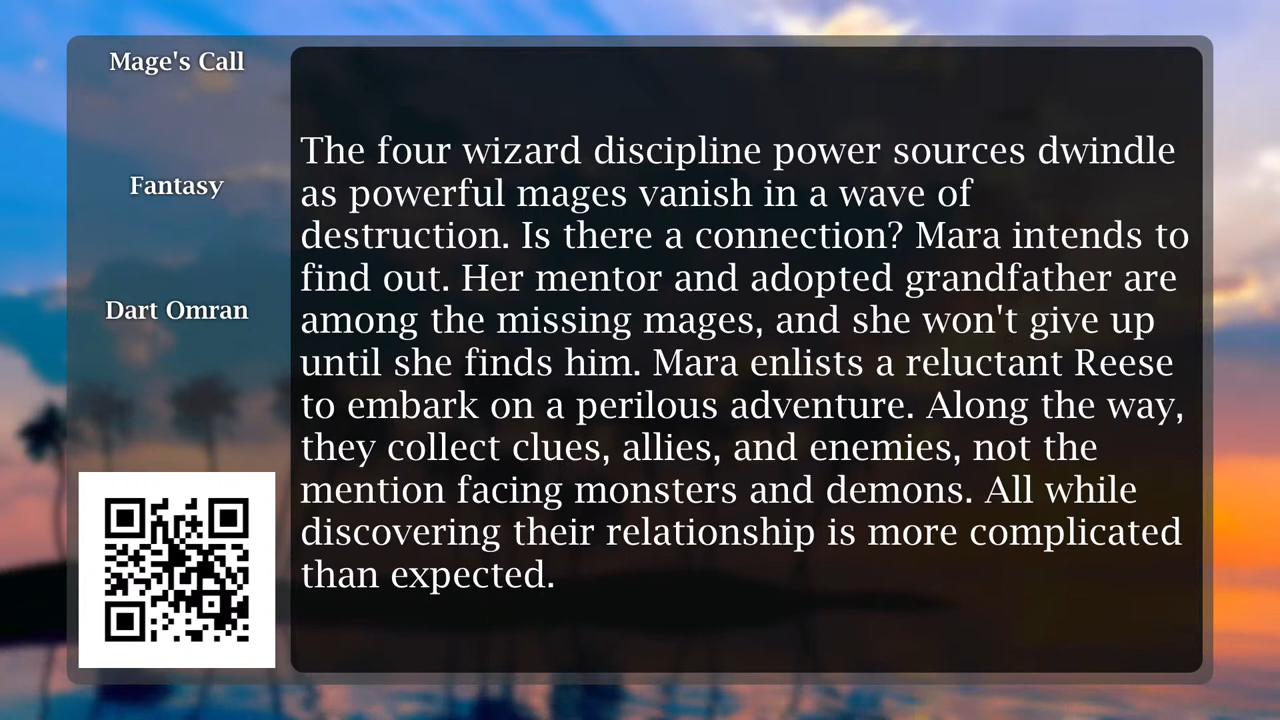 Mage's Call
Fantasy
Dart Omran
The four wizard discipline power sources dwindle
as powerful mages vanish in a wave of
destruction. Is there a connection? Mara intends to
find out. Her mentor and adopted grandfather are
among the missing mages, and she won't give up
until she finds him. Mara enlists a reluctant Reese
to embark on a perilous adventure. Along the way,
they collect clues, allies, and enemies, not the
mention facing monsters and demons. All while
discovering their relationship is more complicated
than expected.